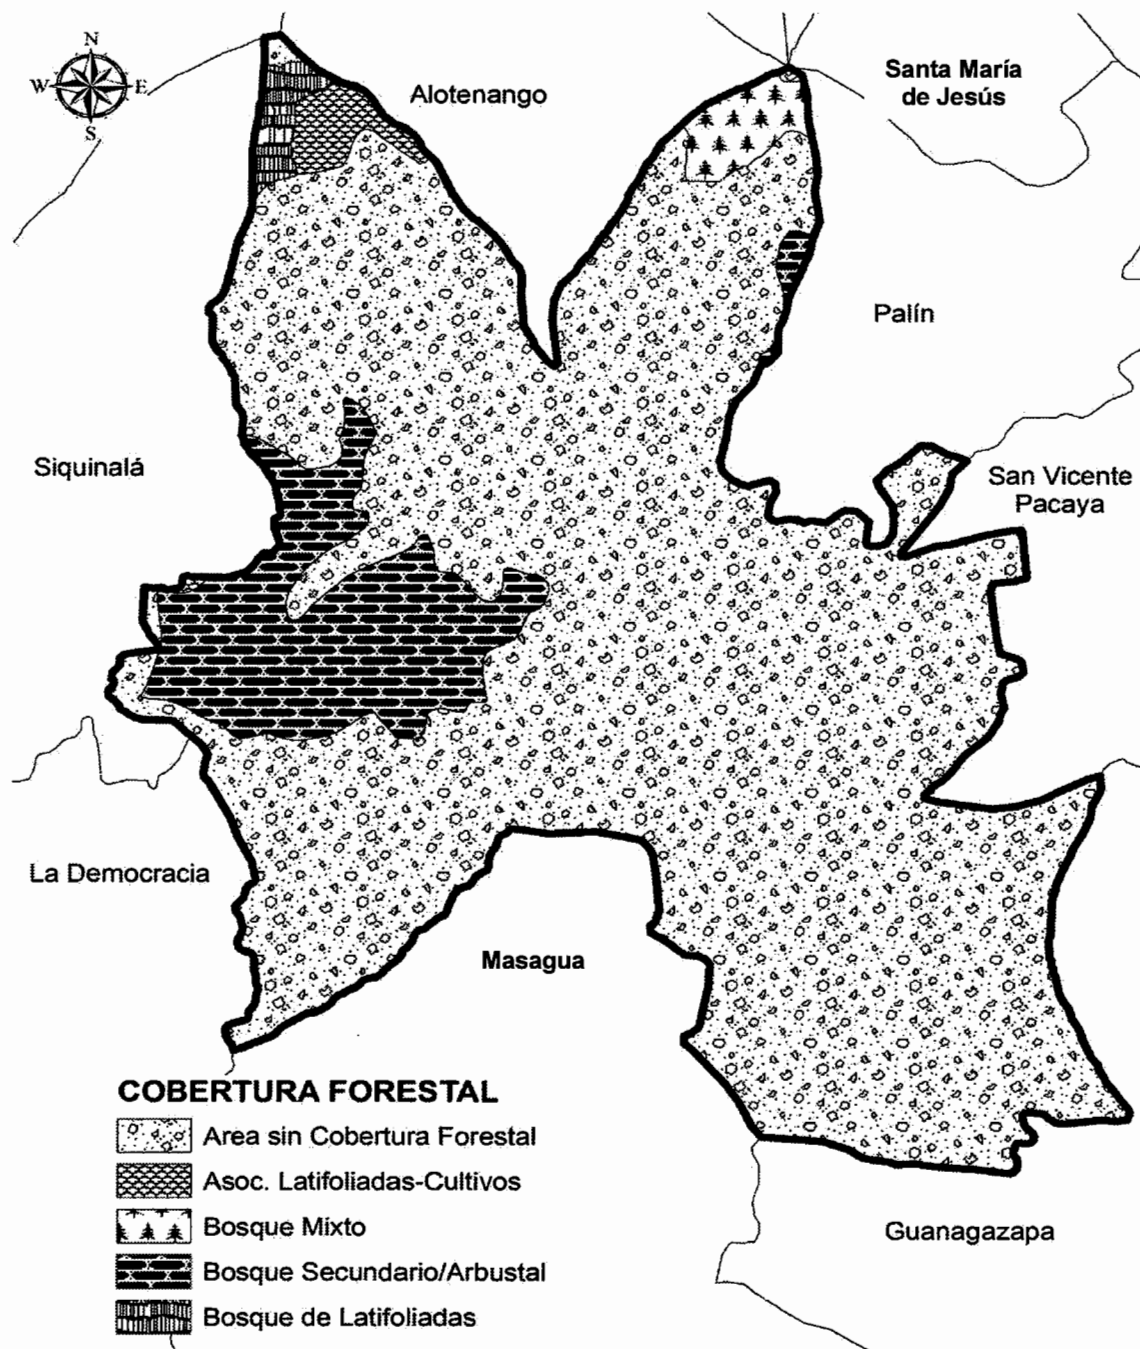 N
W E
S
Alotenango
Santa María
de Jesús
Palín
Siquinalá
San Vicente
Pacaya
La Democracia
Masagua
COBERTURA FORESTAL
Area sin Cobertura Forestal
Asoc. Latifoliadas-Cultivos
Bosque Mixto
Bosque Secundario/Arbustal
Bosque de Latifoliadas
Guanagazapa